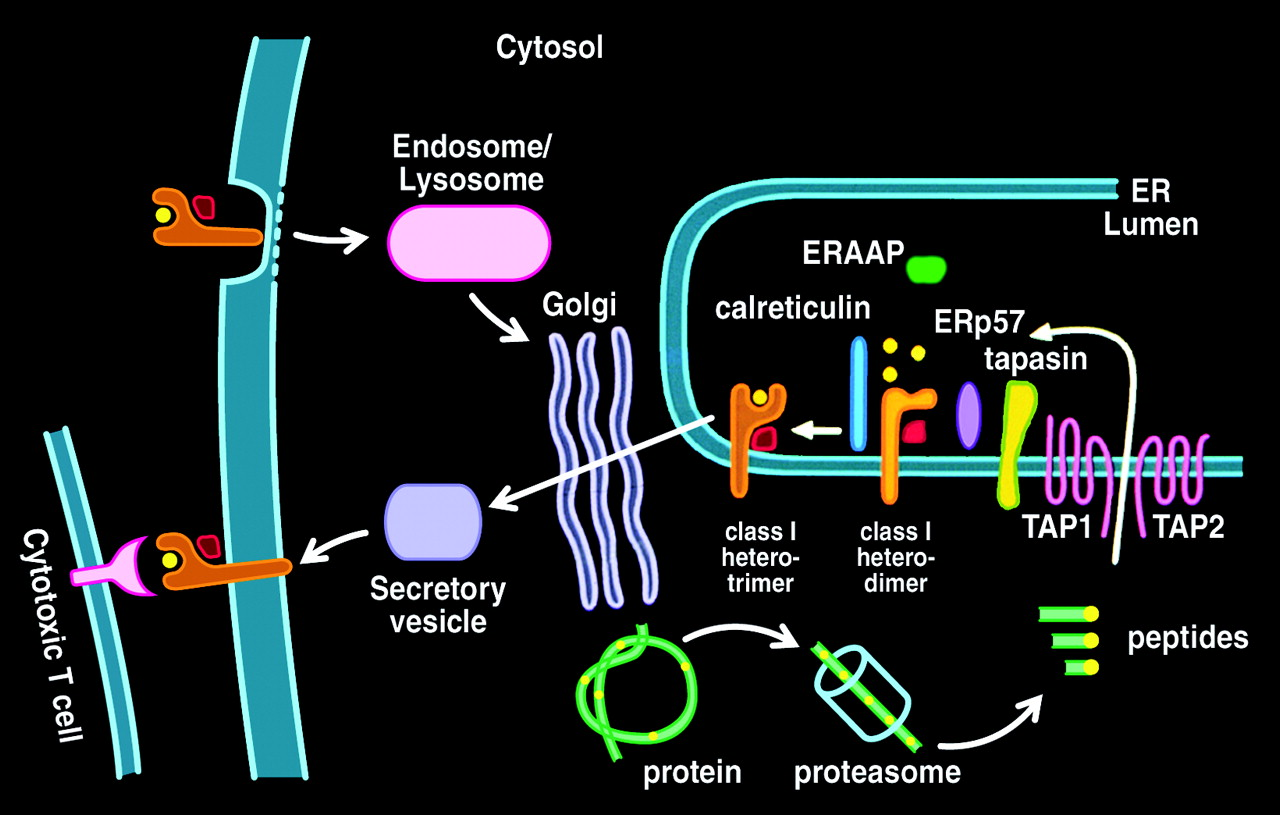 Cytosol
Endosome/
Lysosome
ER
Lumen
ERAAP
Golgi
calreticulin
ERp57
tapasin
TAP1
TAP2
class I
hetero-
trimer
class I
hetero-
dimer
Secretory
vesicle
Cytotoxic T cell
peptides
protein
proteasome